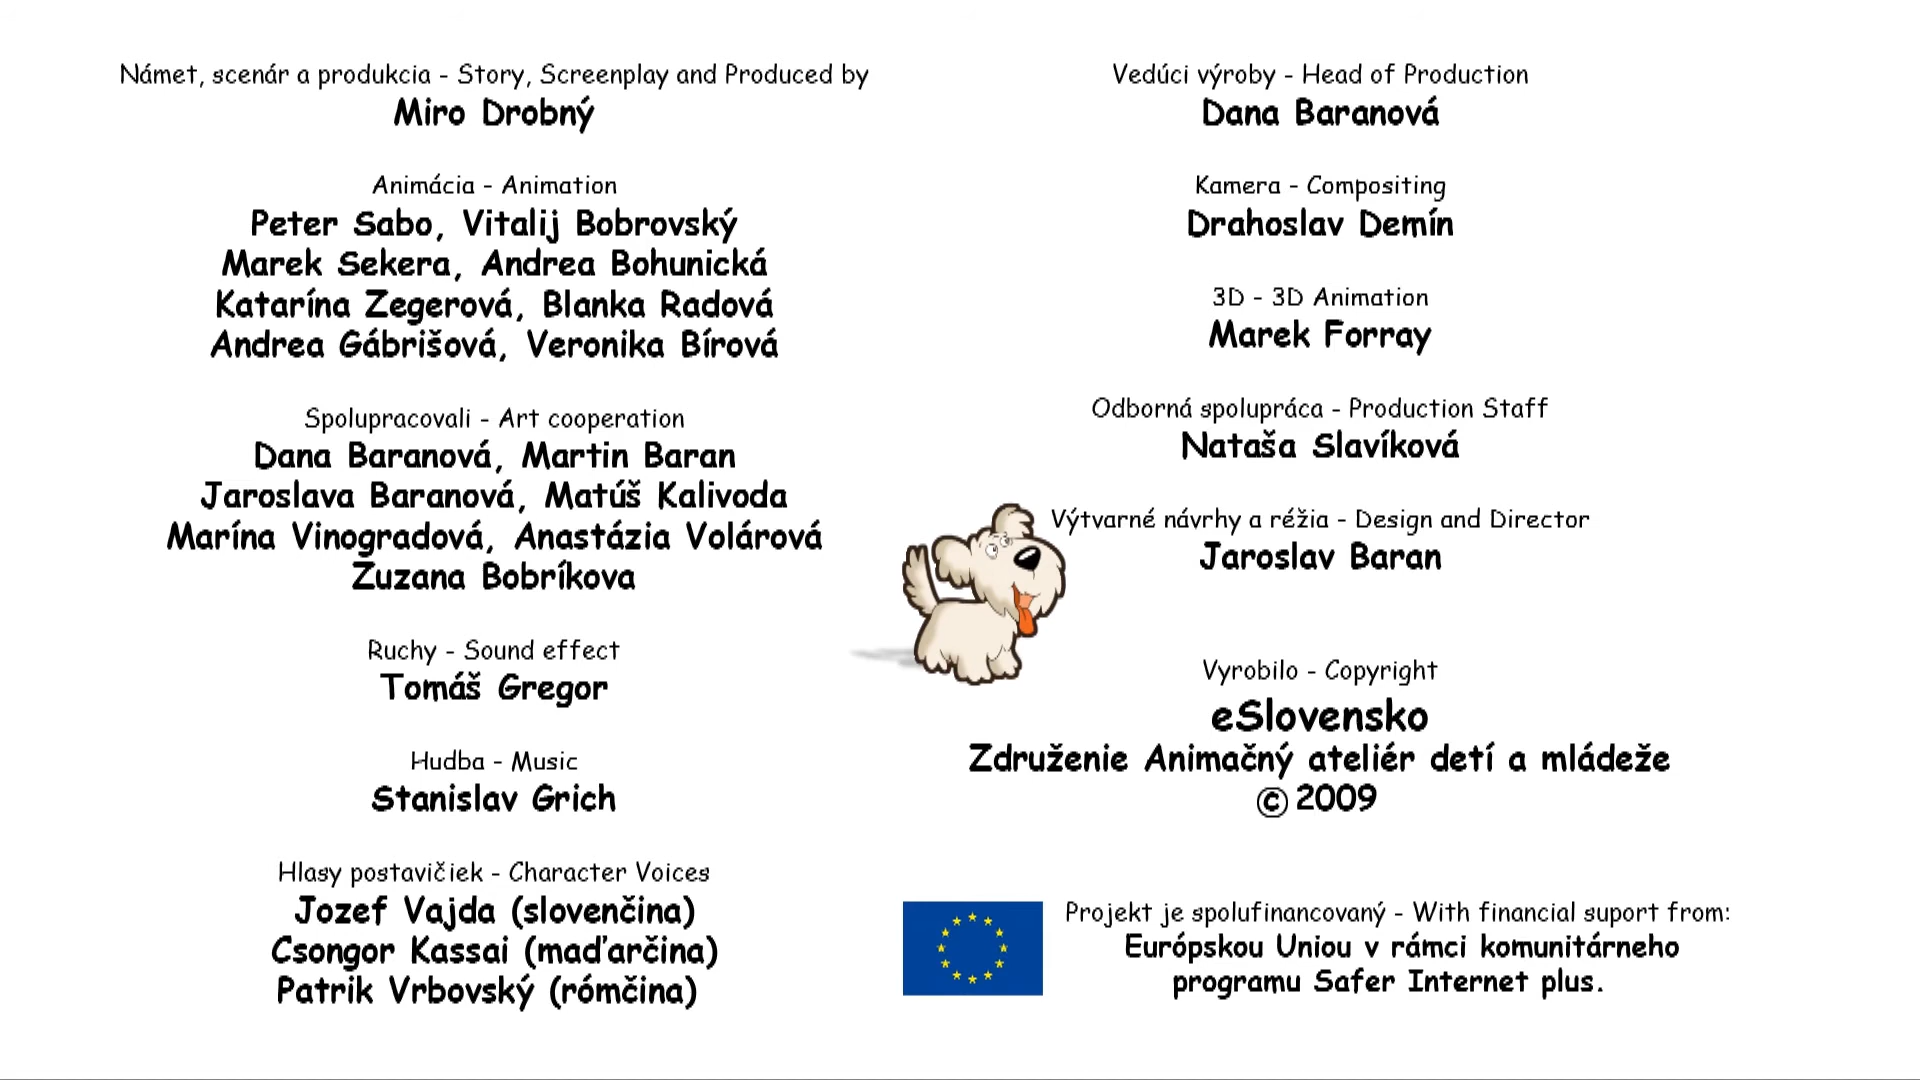 Námet, scenár a produkcia - Story, Screenplay and Produced by
Miro Drobný
Animácia - Animation
Peter Sabo, Vitalij Bobrovský
Marek Sekera, Andrea Bohunická
Katarína Zegerová, Blanka Radová
Andrea Gábrišová, Veronika Bírová
Spolupracovali - Art cooperation
Dana Baranová, Martin Baran
Jaroslava Baranová, Matúš Kalivoda
Marína Vinogradová, Anastázia Volárová
Zuzana Bobríkova
Ruchy - Sound effect
Tomáš Gregor
Hudba - Music
Stanislav Grich
Hlasy postavičiek - Character Voices
Jozef Vajda (slovenčina)
Csongor Kassai (maďarčina)
Patrik Vrbovský (rómčina)
Vedúci výroby - Head of Production
Dana Baranová
Kamera - Compositing
Drahoslav Demín
3D - 3D Animation
Marek Forray
Odborná spolupráca - Production Staff
Nataša Slavíková
Výtvarné návrhy a réžia - Design and Director
Jaroslav Baran
Vyrobilo - Copyright
eSlovensko
Združenie Animačný ateliér detí a mládeže
© 2009
Projekt je spolufinancovaný - With financial suport from:
Európskou Uniou v rámci komunitárneho
programu Safer Internet plus.